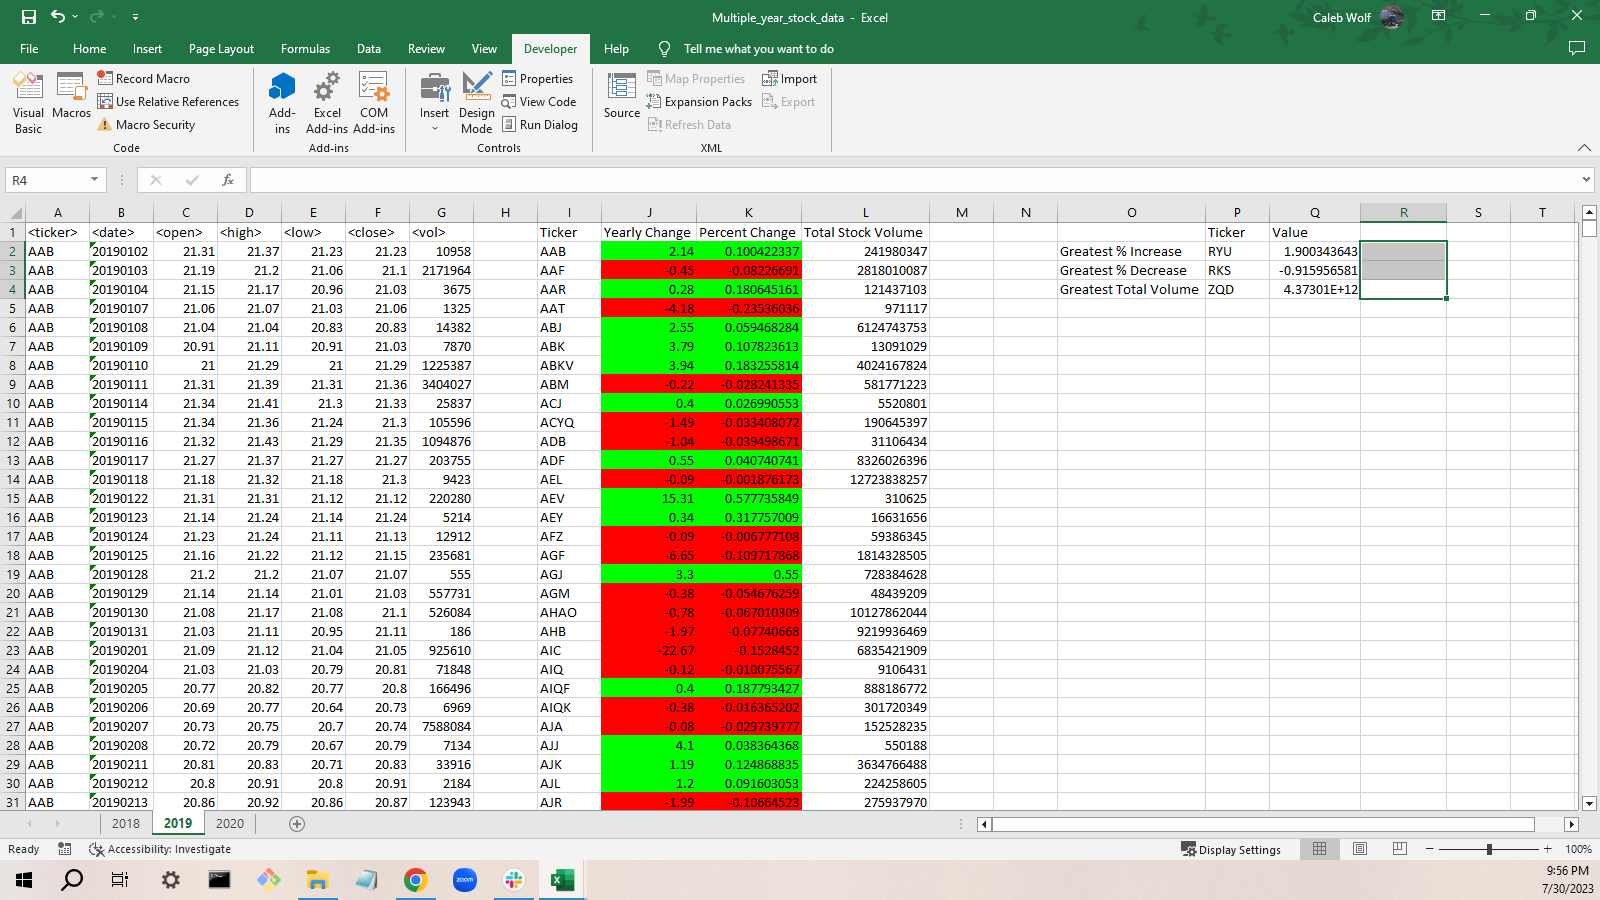 Multiple_year_stock_data - Excel
Caleb Wolf
File Home Insert Page Layout Formulas Data Review View Developer Help Tell me what you want to do
Visual Basic
Macros
Record Macro
Use Relative References
Macro Security
Code
Add-ins
Excel Add-ins
COM Add-ins
Add-ins
Insert
Design Mode
Properties
View Code
Run Dialog
Controls
Source
Map Properties
Expansion Packs
Refresh Data
Import
Export
XML
R4
fx
A B C D E F G H I J K L M N O P Q R S T
1 <ticker> <date> <open> <high> <low> <close> <vol> Ticker Yearly Change Percent Change Total Stock Volume Ticker Value
2 AAB 20190102 21.31 21.37 21.23 21.23 10958 AAB 2.14 0.100422337 241980347 Greatest % Increase RYU 1.900343643
3 AAB 20190103 21.19 21.2 21.06 21.1 2171964 AAF -0.45 -0.08226691 2818010087 Greatest % Decrease RKS -0.915956581
4 AAB 20190104 21.15 21.17 20.96 21.03 3675 AAR 0.28 0.180645161 121437103 Greatest Total Volume ZQD 4.37301E+12
5 AAB 20190107 21.06 21.07 21.03 21.06 1325 AAT -4.18 -0.23536036 971117
6 AAB 20190108 21.04 21.04 20.83 20.83 14382 ABJ 2.55 0.059468284 6124743753
7 AAB 20190109 20.91 21.11 20.91 21.03 7870 ABK 3.79 0.107823613 13091029
8 AAB 20190110 21 21.29 21 21.29 1225387 ABKV 3.94 0.183255814 4024167824
9 AAB 20190111 21.31 21.39 21.31 21.36 3404027 ABM -0.22 -0.028241335 581771223
10 AAB 20190114 21.34 21.41 21.3 21.33 25837 ACJ 0.4 0.026990553 5520801
11 AAB 20190115 21.34 21.36 21.24 21.3 105596 ACYQ -1.49 -0.033408072 190645397
12 AAB 20190116 21.32 21.43 21.29 21.35 1094876 ADB -1.04 -0.039498671 31106434
13 AAB 20190117 21.27 21.37 21.27 21.27 203755 ADF 0.55 0.040740741 8326026396
14 AAB 20190118 21.18 21.32 21.18 21.3 9423 AEL -0.09 -0.001876173 12723838257
15 AAB 20190122 21.31 21.31 21.12 21.12 220280 AEV 15.31 0.577735849 310625
16 AAB 20190123 21.14 21.24 21.14 21.24 5214 AEY 0.34 0.317757009 16631656
17 AAB 20190124 21.23 21.24 21.11 21.13 12912 AFZ -0.09 -0.006777108 59386345
18 AAB 20190125 21.16 21.22 21.12 21.15 235681 AGF -6.65 -0.109717868 1814328505
19 AAB 20190128 21.2 21.2 21.07 21.07 555 AGJ 3.3 0.55 728384628
20 AAB 20190129 21.14 21.14 21.01 21.03 557731 AGM -0.38 -0.054676259 48439209
21 AAB 20190130 21.08 21.17 21.08 21.1 526084 AHAO -0.78 -0.067010309 10127862044
22 AAB 20190131 21.03 21.11 20.95 21.11 186 AHB -1.97 -0.07740668 9219936469
23 AAB 20190201 21.09 21.12 21.04 21.05 925610 AIC -22.67 -0.1528452 6835421909
24 AAB 20190204 21.03 21.03 20.79 20.81 71848 AIQ -0.12 -0.010075567 9106431
25 AAB 20190205 20.77 20.82 20.77 20.8 166496 AIQF 0.4 0.187793427 888186772
26 AAB 20190206 20.69 20.77 20.64 20.73 6969 AIQK -0.38 -0.016365202 301720349
27 AAB 20190207 20.73 20.75 20.7 20.74 7588084 AJA -0.08 -0.029739777 152528235
28 AAB 20190208 20.72 20.79 20.67 20.79 7134 AJJ 4.1 0.038364368 550188
29 AAB 20190211 20.81 20.83 20.71 20.83 33916 AJK 1.19 0.124868835 3634766488
30 AAB 20190212 20.8 20.91 20.8 20.91 2184 AJL 1.2 0.091603053 224258605
31 AAB 20190213 20.86 20.92 20.86 20.87 123943 AJR -1.99 -0.10664523 275937970
2018 2019 2020
Ready Accessibility: Investigate Display Settings 100%
zoom
9:56 PM
7/30/2023